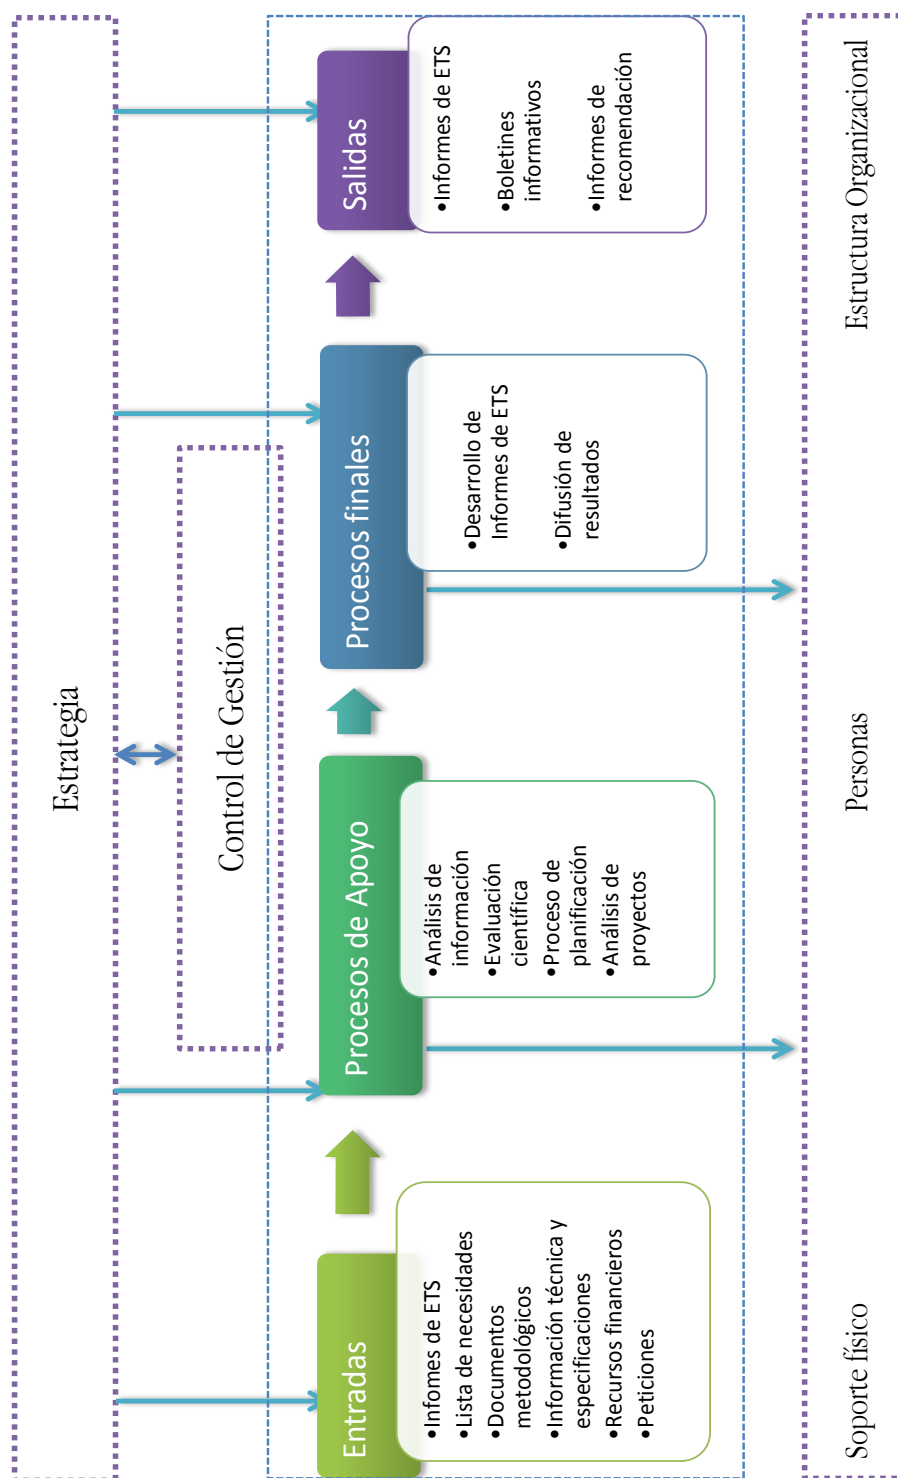 Estrategia
Control de Gestión
Entradas
•Infomes de ETS
•Lista de necesidades
•Documentos
metodológicos
•Información técnica y
especificaciones
•Recursos financieros
•Peticiones
Procesos de Apoyo
•Análisis de
información
•Evaluación
científica
•Proceso de
planificación
•Análisis de
proyectos
Procesos finales
•Desarrollo de
Informes de ETS
•Difusión de
resultados
Salidas
•Informes de ETS
•Boletines
informativos
•Informes de
recomendación
Soporte físico
Personas
Estructura Organizacional